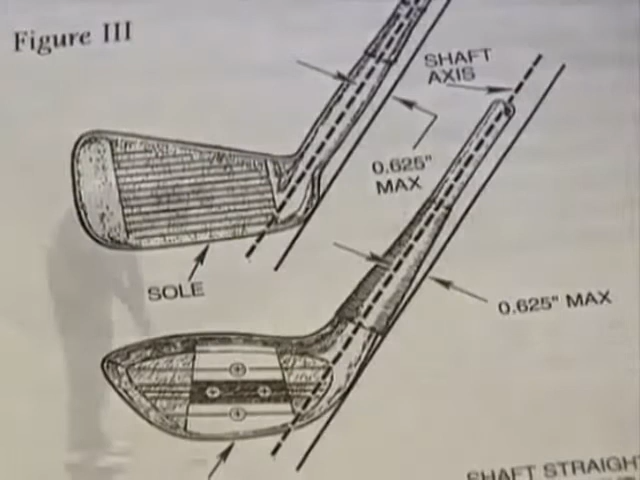 Figure III
SHAFT
AXIS
0.625" MAX
SOLE
0.625" MAX
SHAFT STRAIGHT